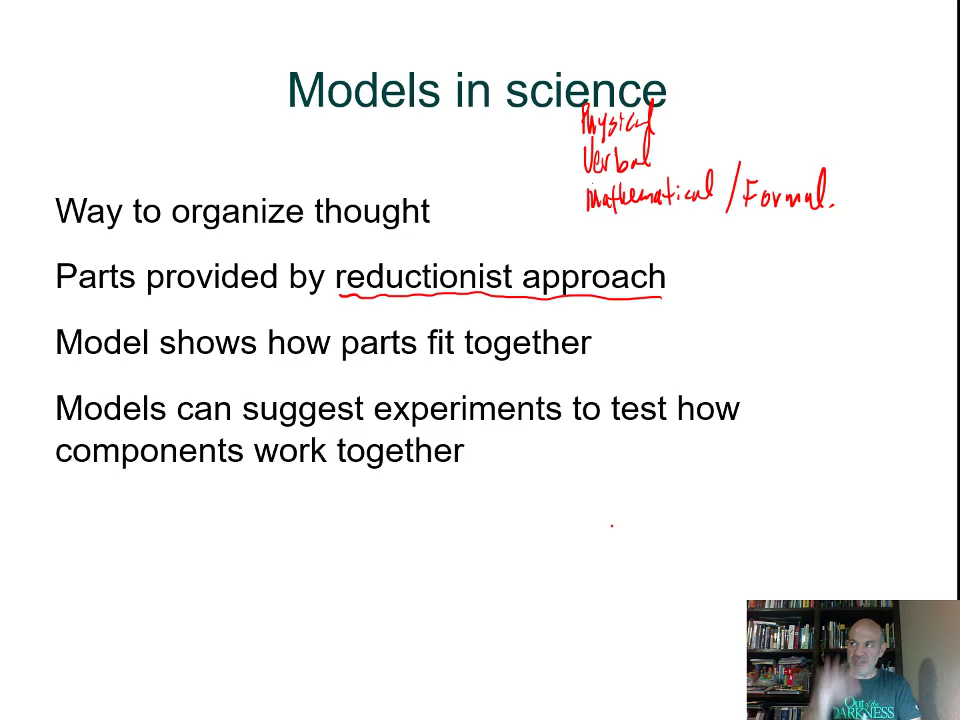 Models in science
Physical
Verbal
Mathematical / Formal.
Way to organize thought
Parts provided by reductionist approach
Model shows how parts fit together
Models can suggest experiments to test how
components work together
Out of the
DARKNESS